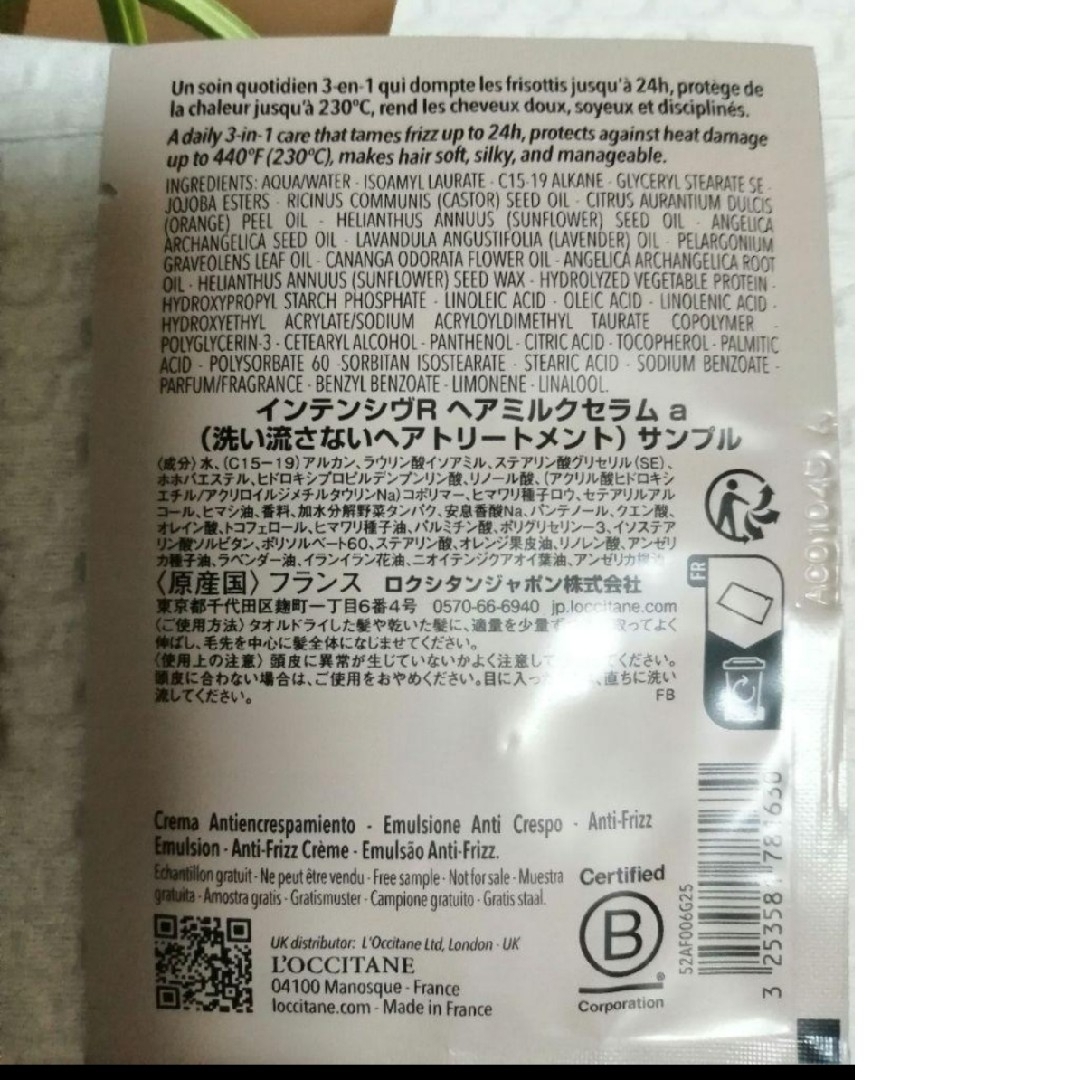 Un soin quotidien 3-en-1 qui dompte les frisottis jusqu'à 24h, protège de
la chaleur jusqu'à 230°C, rend les cheveux doux, soyeux et disciplinés.
A daily 3-in-1 care that tames frizz up to 24h, protects against heat damage
up to 440°F (230°C), makes hair soft, silky, and manageable.
INGREDIENTS: AQUA/WATER - ISOAMYL LAURATE - C15-19 ALKANE - GLYCERYL STEARATE SE -
JOJOBA ESTERS - RICINUS COMMUNIS (CASTOR) SEED OIL - CITRUS AURANTIUM DULCIS
(ORANGE) PEEL OIL - HELIANTHUS ANNUUS (SUNFLOWER) SEED OIL - ANGELICA
ARCHANGELICA SEED OIL - LAVANDULA ANGUSTIFOLIA (LAVENDER) OIL - PELARGONIUM
GRAVEOLENS LEAF OIL - CANANGA ODORATA FLOWER OIL - ANGELICA ARCHANGELICA ROOT
OIL - HELIANTHUS ANNUUS (SUNFLOWER) SEED WAX - HYDROLYZED VEGETABLE PROTEIN -
HYDROXYPROPYL STARCH PHOSPHATE - LINOLEIC ACID - OLEIC ACID - LINOLENIC ACID -
HYDROXYETHYL ACRYLATE/SODIUM ACRYLOYLDIMETHYL TAURATE COPOLYMER -
POLYGLYCERIN-3 - CETEARYL ALCOHOL - PANTHENOL - CITRIC ACID - TOCOPHEROL - PALMITIC
ACID - POLYSORBATE 60 - SORBITAN ISOSTEARATE - STEARIC ACID - SODIUM BENZOATE -
PARFUM/FRAGRANCE - BENZYL BENZOATE - LIMONENE - LINALOOL.
インテンシヴR ヘアミルクセラム a
（洗い流さないヘアトリートメント）サンプル
〈成分〉水、（C15－19）アルカン、ラウリン酸イソアミル、ステアリン酸グリセリル（SE）、
ホホバエステル、ヒドロキシプロピルデンプンリン酸、リノール酸、（アクリル酸ヒドロキシ
エチル/アクリロイルジメチルタウリンNa）コポリマー、ヒマワリ種子ロウ、セテアリルアル
コール、ヒマシ油、香料、加水分解野菜タンパク、安息香酸Na、パンテノール、クエン酸、
オレイン酸、トコフェロール、ヒマワリ種子油、パルミチン酸、ポリグリセリン－3、イソステア
リン酸ソルビタン、ポリソルベート60、ステアリン酸、オレンジ果皮油、リノレン酸、アンゼリ
カ種子油、ラベンダー油、イランイラン花油、ニオイテンジクアオイ葉油、アンゼリカ根油
〈原産国〉フランス ロクシタンジャポン株式会社
東京都千代田区麹町一丁目6番4号 0570-66-6940 jp.loccitane.com
〈ご使用方法〉タオルドライした髪や乾いた髪に、適量を少量ず 取ってよく
伸ばし、毛先を中心に髪全体になじませてください。
〈使用上の注意〉頭皮に異常が生じていないかよく注意して ください。
頭皮に合わない場合は、ご使用をおやめください。目に入った 直ちに洗い
流してください。 FB
FR
Crema Antiencrespamiento - Emulsione Anti Crespo - Anti-Frizz
Emulsion - Anti-Frizz Crème - Emulsão Anti-Frizz.
Echantillon gratuit - Ne peut être vendu - Free sample - Not for sale - Muestra
gratuita - Amostra gratis - Gratismuster - Campione gratuito - Gratis staal.
Certified
B
Corporation
UK distributor: L'Occitane Ltd, London - UK
L'OCCITANE
04100 Manosque - France
loccitane.com - Made in France
52AF006G25
3 253581 781630